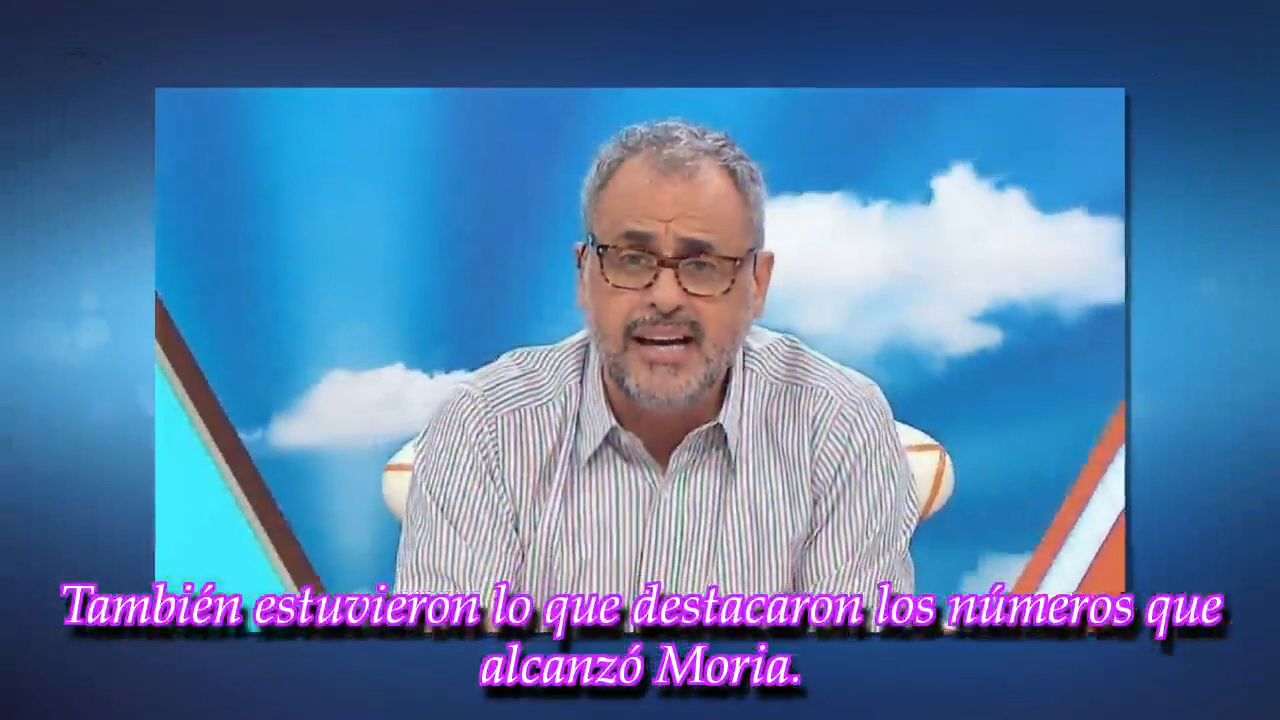 También estuvieron lo que destacaron los números que
alcanzó Moria.